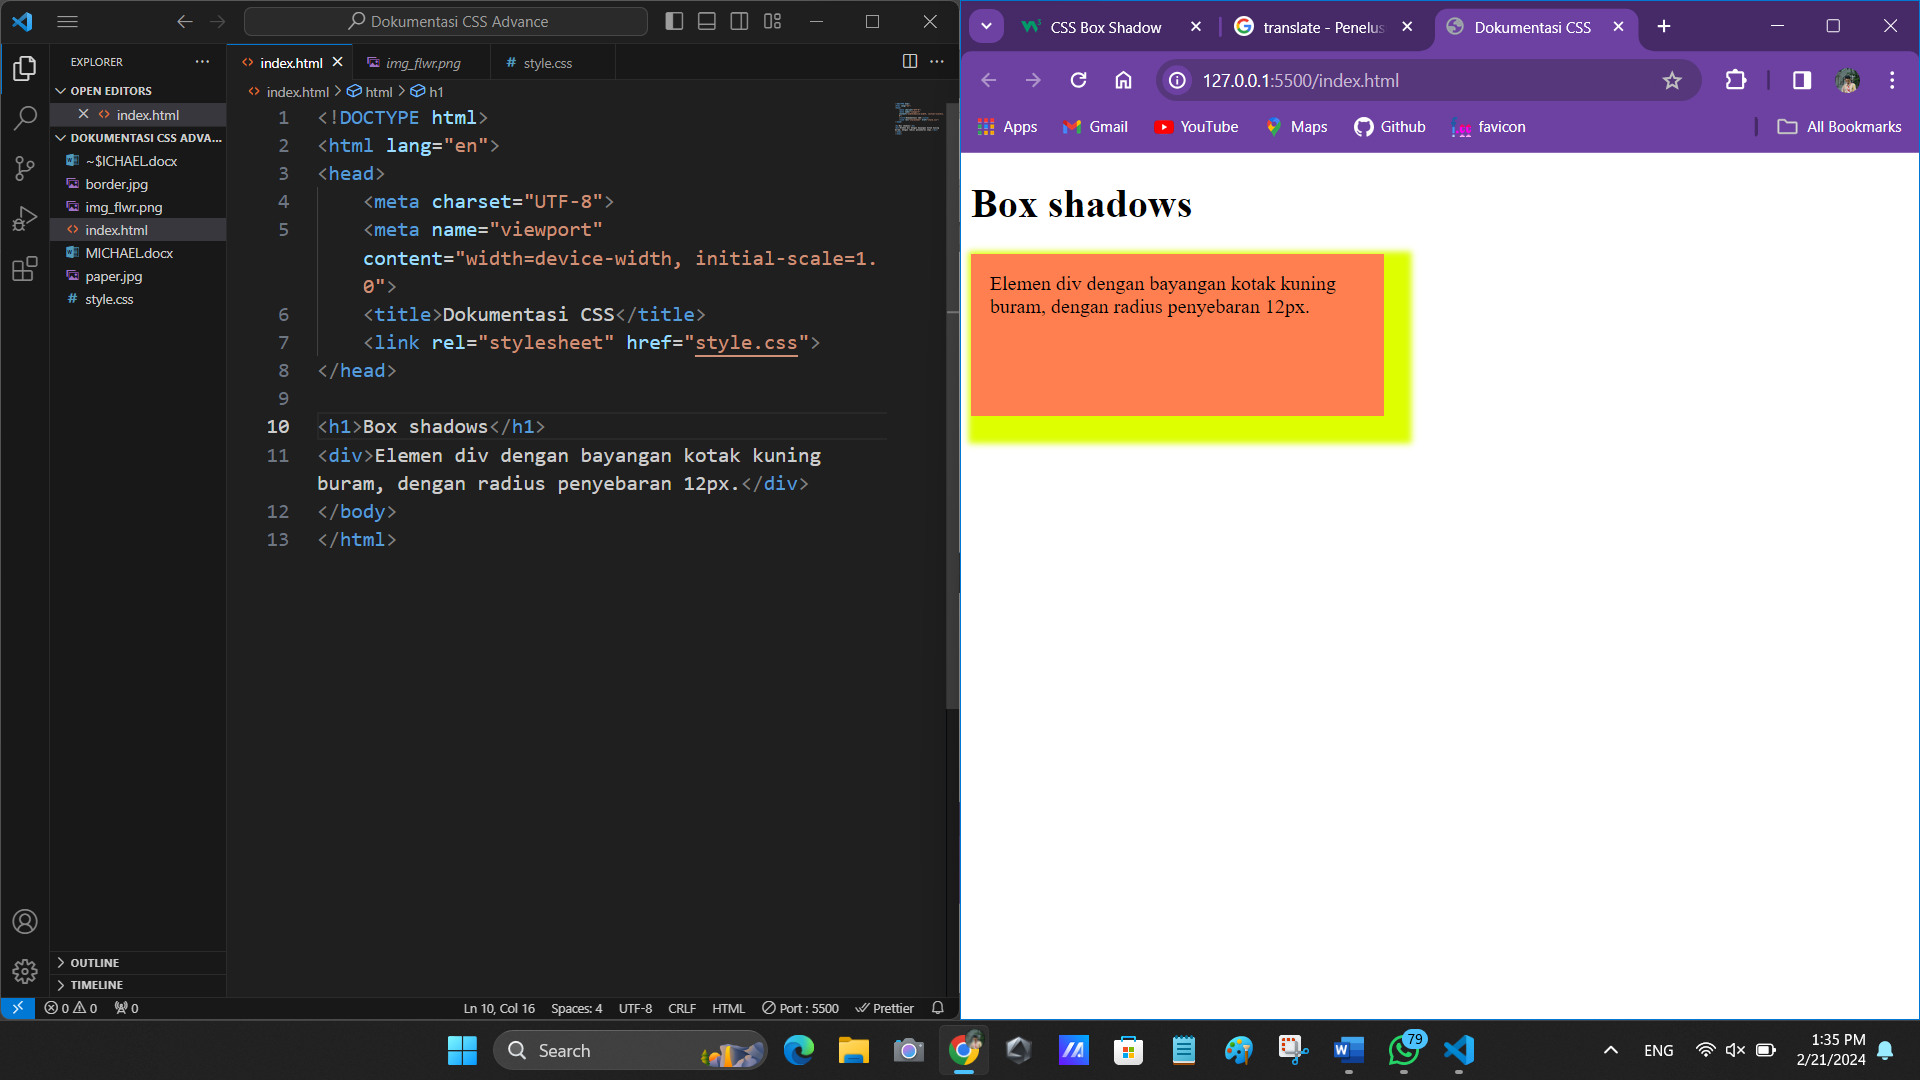 Dokumentasi CSS Advance
EXPLORER
OPEN EDITORS
index.html
DOKUMENTASI CSS ADVA...
~$ICHAEL.docx
border.jpg
img_flwr.png
index.html
MICHAEL.docx
paper.jpg
style.css
OUTLINE
TIMELINE
index.html
img_flwr.png
# style.css
index.html > html > h1
1 <!DOCTYPE html>
2 <html lang="en">
3 <head>
4 <meta charset="UTF-8">
5 <meta name="viewport"
content="width=device-width, initial-scale=1.
0">
6 <title>Dokumentasi CSS</title>
7 <link rel="stylesheet" href="style.css">
8 </head>
9
10 <h1>Box shadows</h1>
11 <div>Elemen div dengan bayangan kotak kuning
buram, dengan radius penyebaran 12px.</div>
12 </body>
13 </html>
0 0 0
Ln 10, Col 16 Spaces: 4 UTF-8 CRLF HTML Port : 5500 Prettier
CSS Box Shadow
translate - Penelus
Dokumentasi CSS
127.0.0.1:5500/index.html
Apps Gmail YouTube Maps Github favicon All Bookmarks
Box shadows
Elemen div dengan bayangan kotak kuning
buram, dengan radius penyebaran 12px.
Search
79
ENG
1:35 PM
2/21/2024